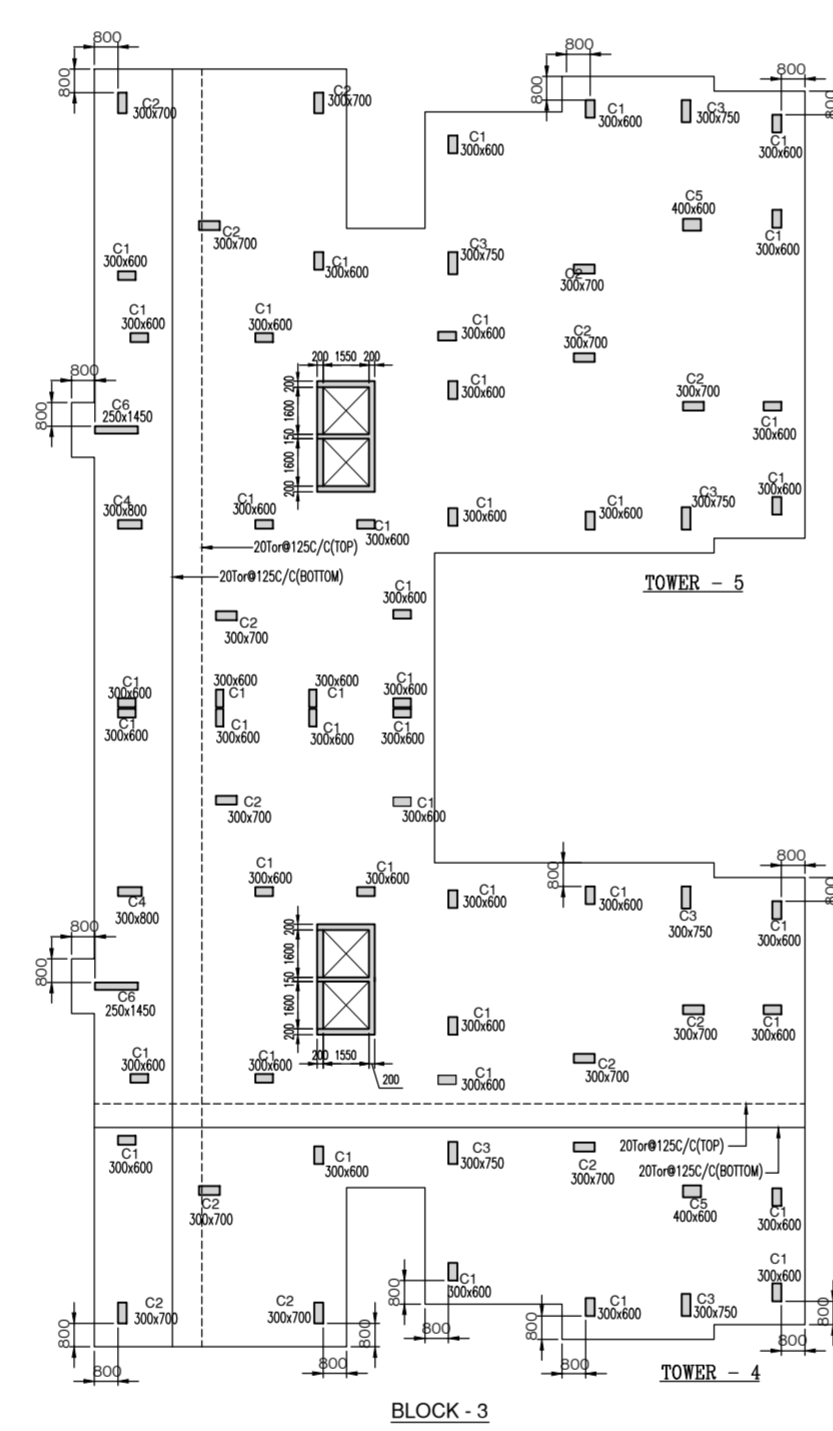 800
800
800
800
800
800
C2
300x700
C2
300x700
C1
300x600
C3
300x750
C1
300x600
C1
300x600
C5
400x600
C1
300x600
C2
300x700
C1
300x600
C1
300x600
C3
300x750
C2
300x700
C1
300x600
C1
300x600
C1
300x600
C2
300x700
200 1550 200
800
800
C6
250x1450
200
1600
150
1600
200
C1
300x600
C2
300x700
C1
300x600
C4
300x800
C1
300x600
C1
300x600
C1
300x600
C1
300x600
C3
300x750
C1
300x600
20Tor@125C/C(TOP)
20Tor@125C/C(BOTTOM)
TOWER - 5
C2
300x700
C1
300x600
C1
300x600
C1
300x600
300x600
C1
C1
300x600
300x600
C1
C1
300x600
C1
300x600
C1
300x600
C2
300x700
C1
300x600
800
800
800
C4
300x800
C1
300x600
C1
300x600
C1
300x600
C1
300x600
C3
300x750
C1
300x600
800
800
C6
250x1450
200
1600
150
1600
200
C1
300x600
C2
300x700
C1
300x600
C1
300x600
C1
300x600
200 1550
200
C1
300x600
C2
300x700
20Tor@125C/C(TOP)
20Tor@125C/C(BOTTOM)
C1
300x600
C1
300x600
C3
300x750
C2
300x700
C2
300x700
C5
400x600
C1
300x600
C2
300x700
C2
300x700
C1
300x600
C1
300x600
C3
300x750
C1
300x600
800
800
800
800
800
800
800
800
800
TOWER - 4
BLOCK - 3